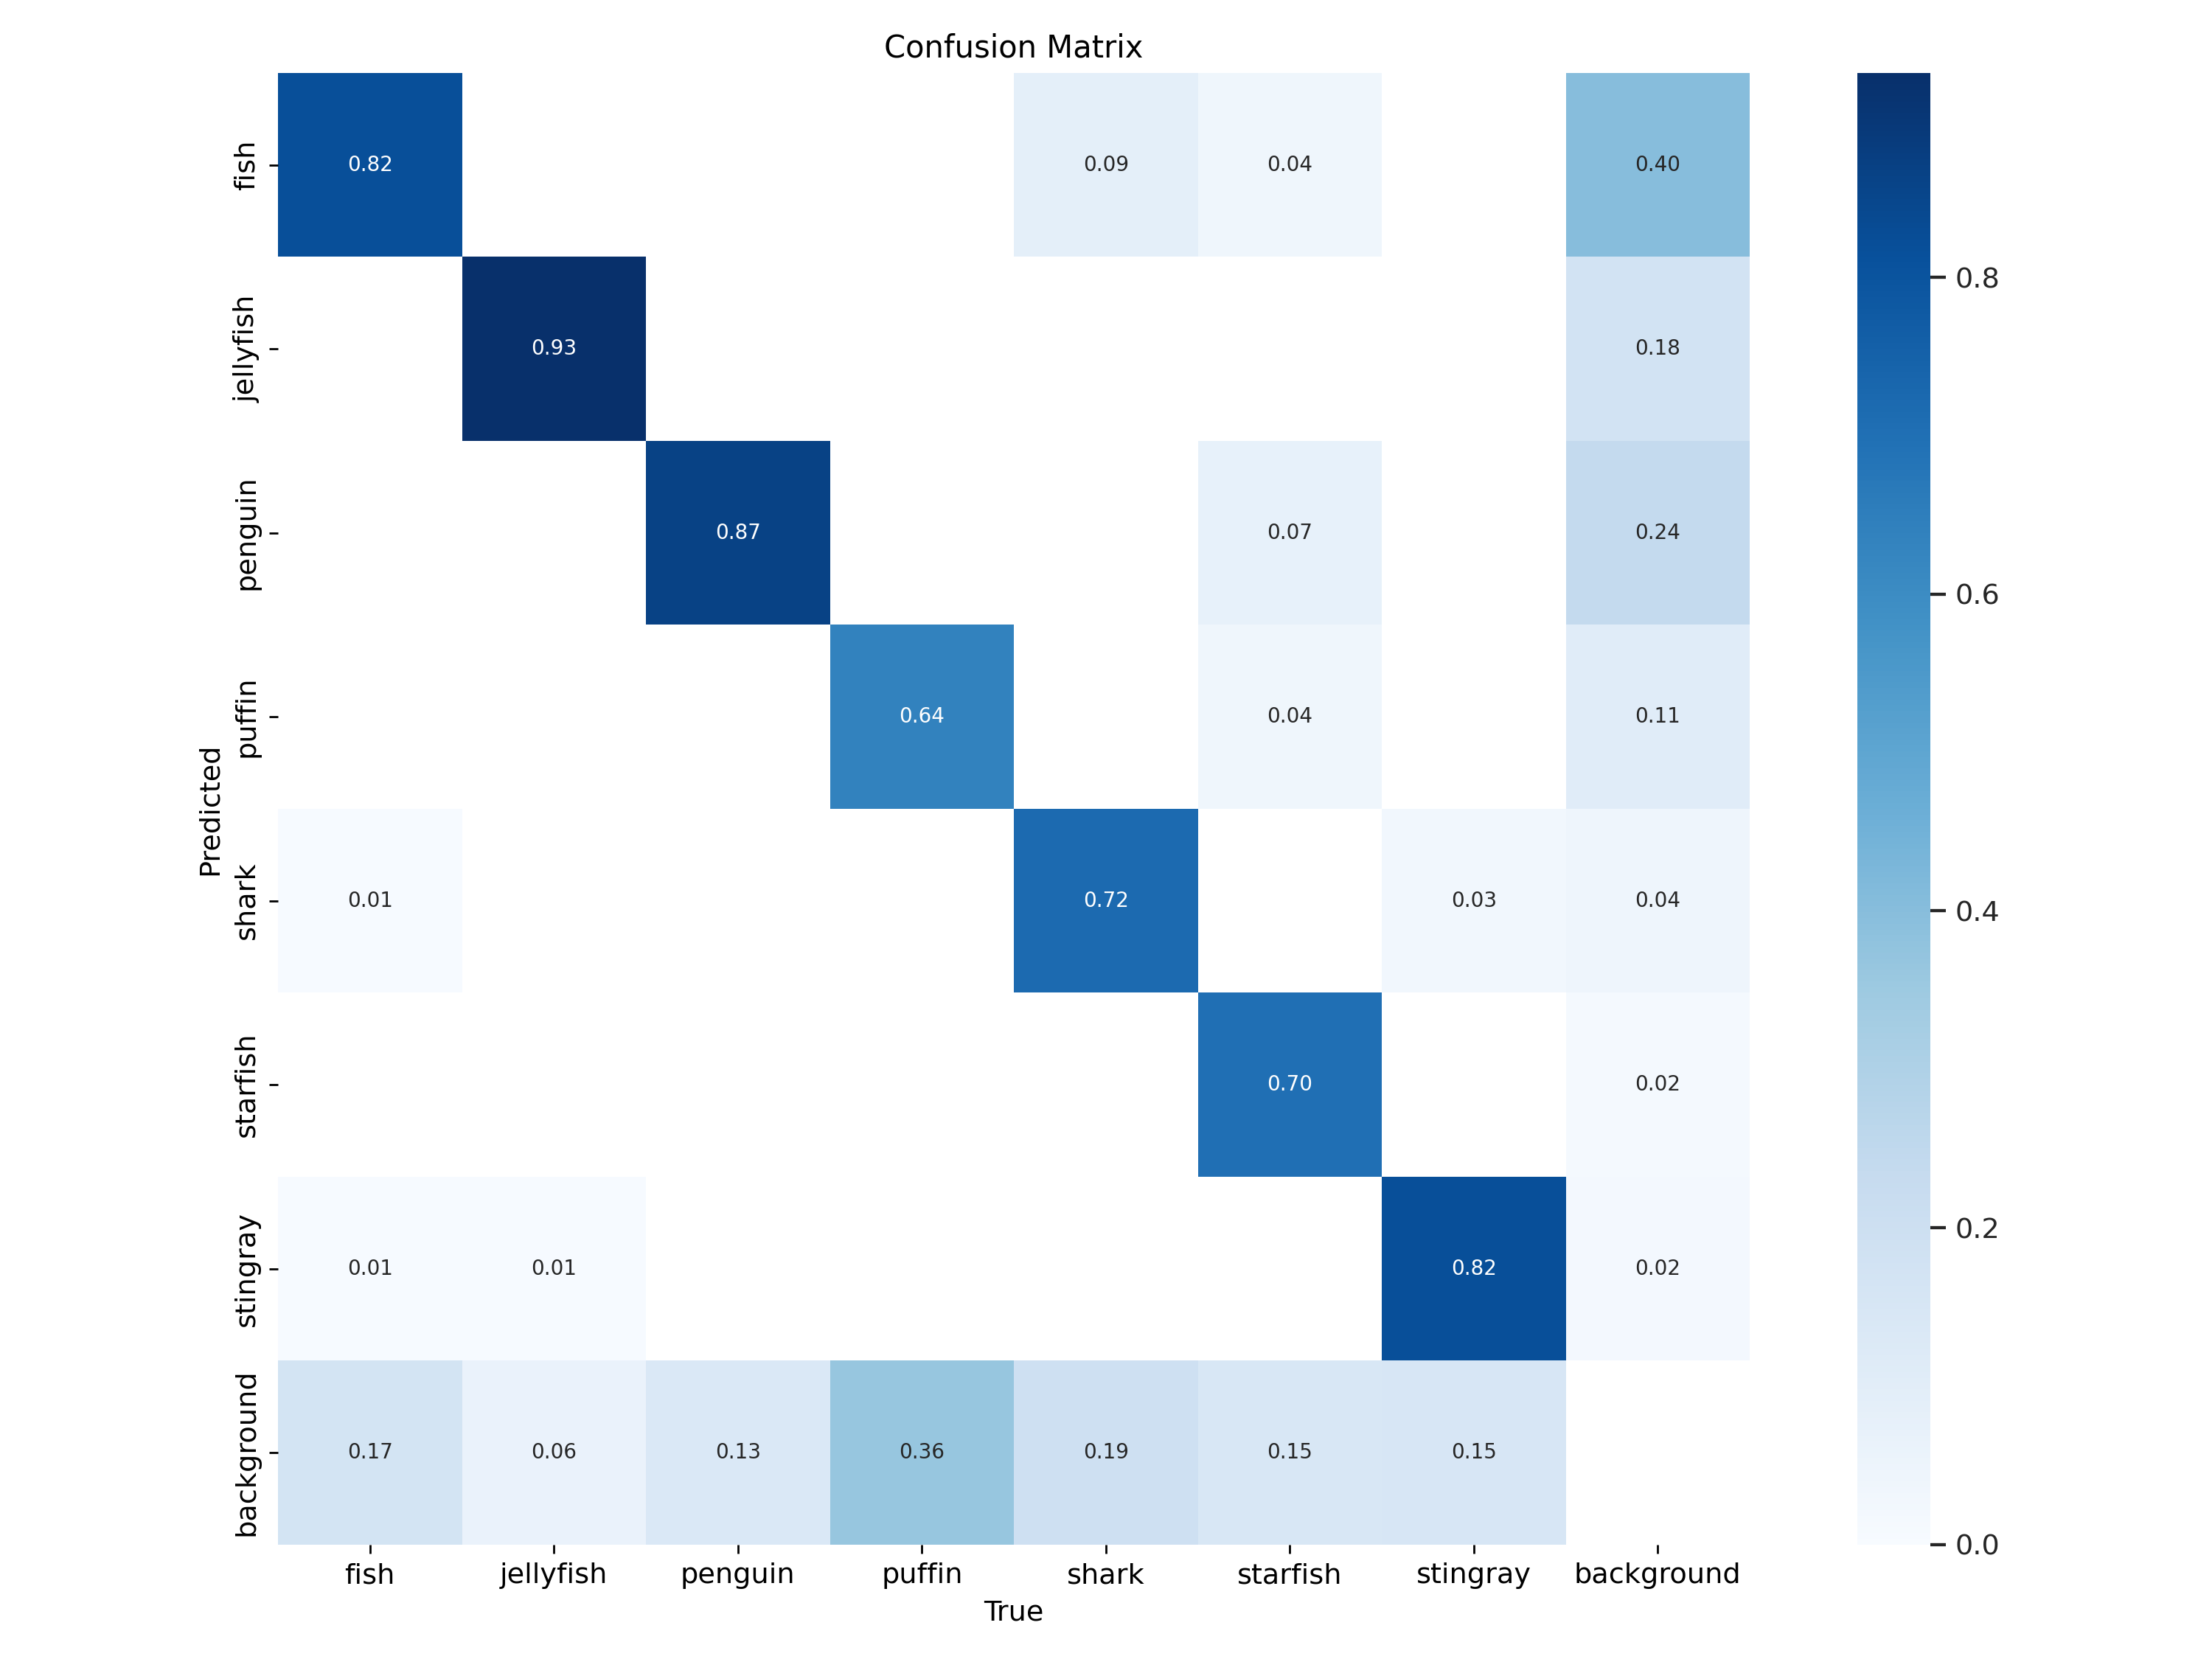 Confusion Matrix
fish 0.82 0.09 0.04 0.40
jellyfish 0.93 0.18
penguin 0.87 0.07 0.24
puffin 0.64 0.04 0.11
shark 0.01 0.72 0.03 0.04
starfish 0.70 0.02
stingray 0.01 0.01 0.82 0.02
background 0.17 0.06 0.13 0.36 0.19 0.15 0.15
fish jellyfish penguin puffin shark starfish stingray background
True
Predicted
0.8
0.6
0.4
0.2
0.0